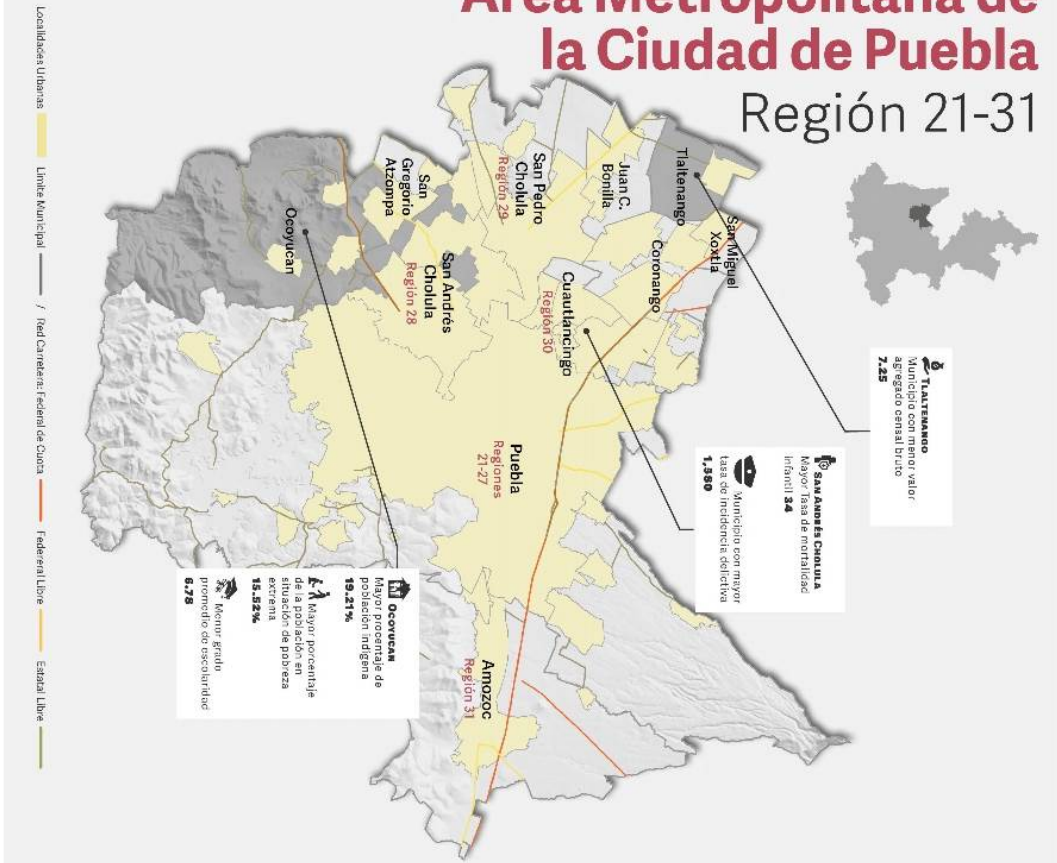 Área Metropolitana de
la Ciudad de Puebla
Región 21-31
Tlaltenango
San Miguel
Xoxtla
Juan C.
Bonilla
Coronango
San Pedro
Cholula
Región 29
Cuautlancingo
Región 30
San
Gregorio
Atzompa
San Andrés
Cholula
Región 28
Ocoyucan
Puebla
Regiones
21-27
Amozoc
Región 31
TLALTENANGO
Municipio con menor valor
agregado censal bruto
7.25
SAN ANDRÉS CHOLULA
Mayor Tasa de mortalidad
infantil 34
Municipio con mayor
tasa de incidencia delictiva
1,580
OCOYUCAN
Mayor procentaje de
población indígena
19.21%
Mayor porcentaje
de la población en
situación de pobreza
extrema
15.52%
Menor grado
promedio de escolaridad
6.78
Localidades Urbanas Límite Municipal / Red Carretera: Federal de Cuota Federeral Libre Estatal Libre